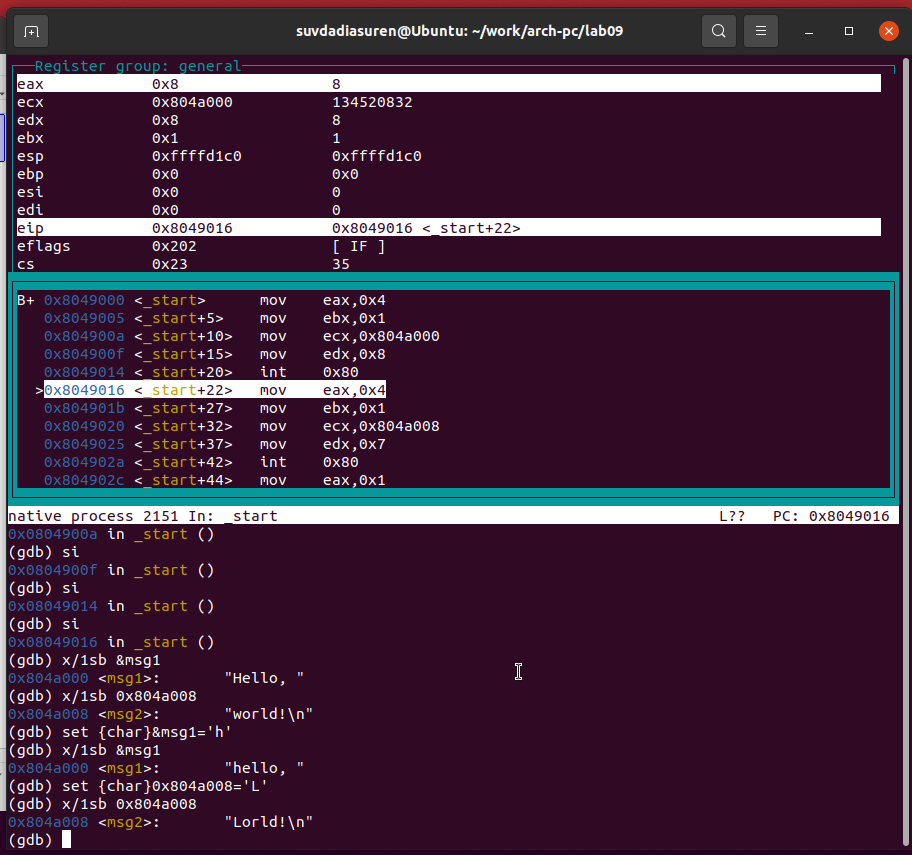 suvdadiasuren@Ubuntu: ~/work/arch-pc/lab09
Register group: general
eax 0x8 8
ecx 0x804a000 134520832
edx 0x8 8
ebx 0x1 1
esp 0xffffd1c0 0xffffd1c0
ebp 0x0 0x0
esi 0x0 0
edi 0x0 0
eip 0x8049016 0x8049016 <_start+22>
eflags 0x202 [ IF ]
cs 0x23 35
B+ 0x8049000 <_start> mov eax,0x4
0x8049005 <_start+5> mov ebx,0x1
0x804900a <_start+10> mov ecx,0x804a000
0x804900f <_start+15> mov edx,0x8
0x8049014 <_start+20> int 0x80
>0x8049016 <_start+22> mov eax,0x4
0x804901b <_start+27> mov ebx,0x1
0x8049020 <_start+32> mov ecx,0x804a008
0x8049025 <_start+37> mov edx,0x7
0x804902a <_start+42> int 0x80
0x804902c <_start+44> mov eax,0x1
native process 2151 In: _start L?? PC: 0x8049016
0x0804900a in _start ()
(gdb) si
0x0804900f in _start ()
(gdb) si
0x08049014 in _start ()
(gdb) si
0x08049016 in _start ()
(gdb) x/1sb &msg1
0x804a000 <msg1>: "Hello, "
(gdb) x/1sb 0x804a008
0x804a008 <msg2>: "world!\n"
(gdb) set {char}&msg1='h'
(gdb) x/1sb &msg1
0x804a000 <msg1>: "hello, "
(gdb) set {char}0x804a008='L'
(gdb) x/1sb 0x804a008
0x804a008 <msg2>: "Lorld!\n"
(gdb)